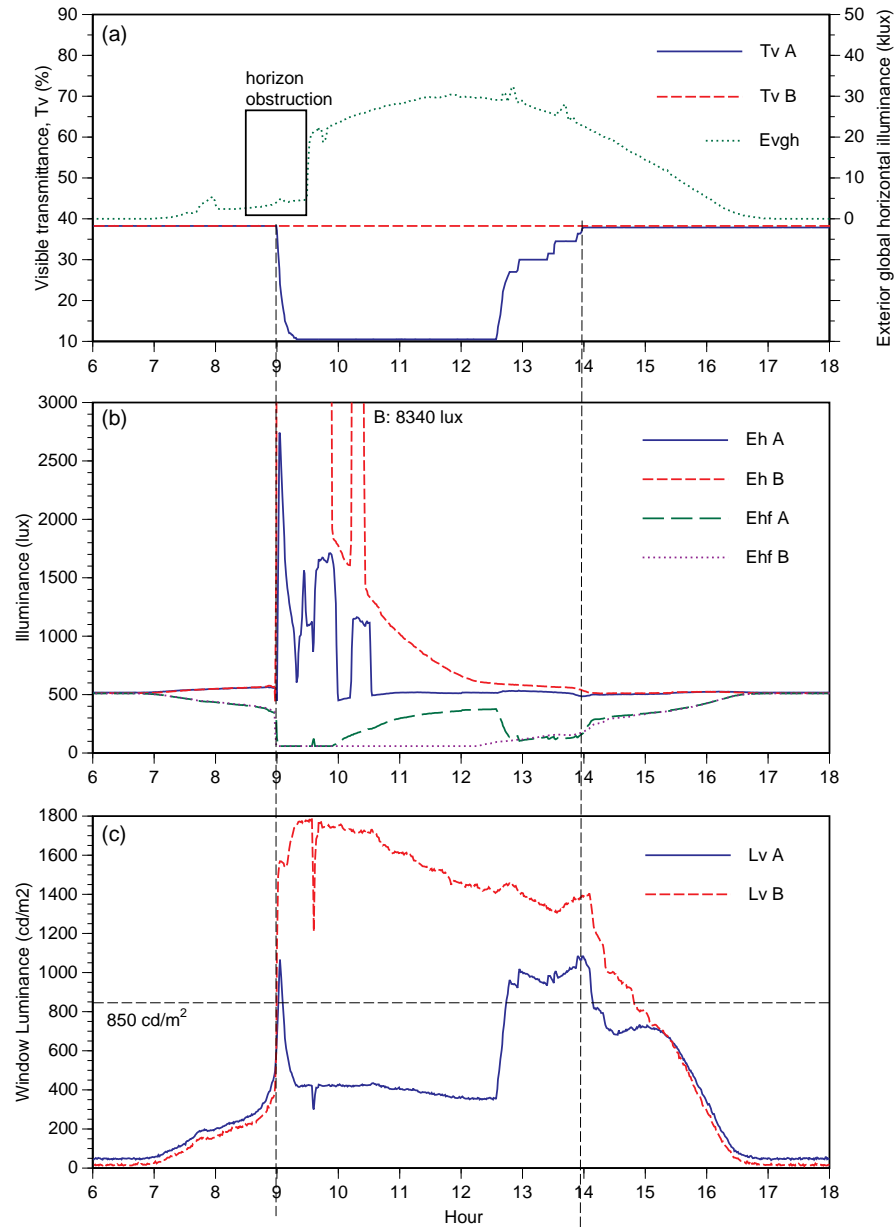 (a)
Tv A
Tv B
Evgh
horizon
obstruction
Visible transmittance, Tv (%)
90
80
70
60
50
40
30
20
10
Exterior global horizontal illuminance (klux)
50
40
30
20
10
0
6 7 8 9 10 11 12 13 14 15 16 17 18
(b)
B: 8340 lux
Eh A
Eh B
Ehf A
Ehf B
Illuminance (lux)
3000
2500
2000
1500
1000
500
0
6 7 8 9 10 11 12 13 14 15 16 17 18
(c)
Lv A
Lv B
850 cd/m²
Window Luminance (cd/m2)
1800
1600
1400
1200
1000
800
600
400
200
0
6 7 8 9 10 11 12 13 14 15 16 17 18
Hour